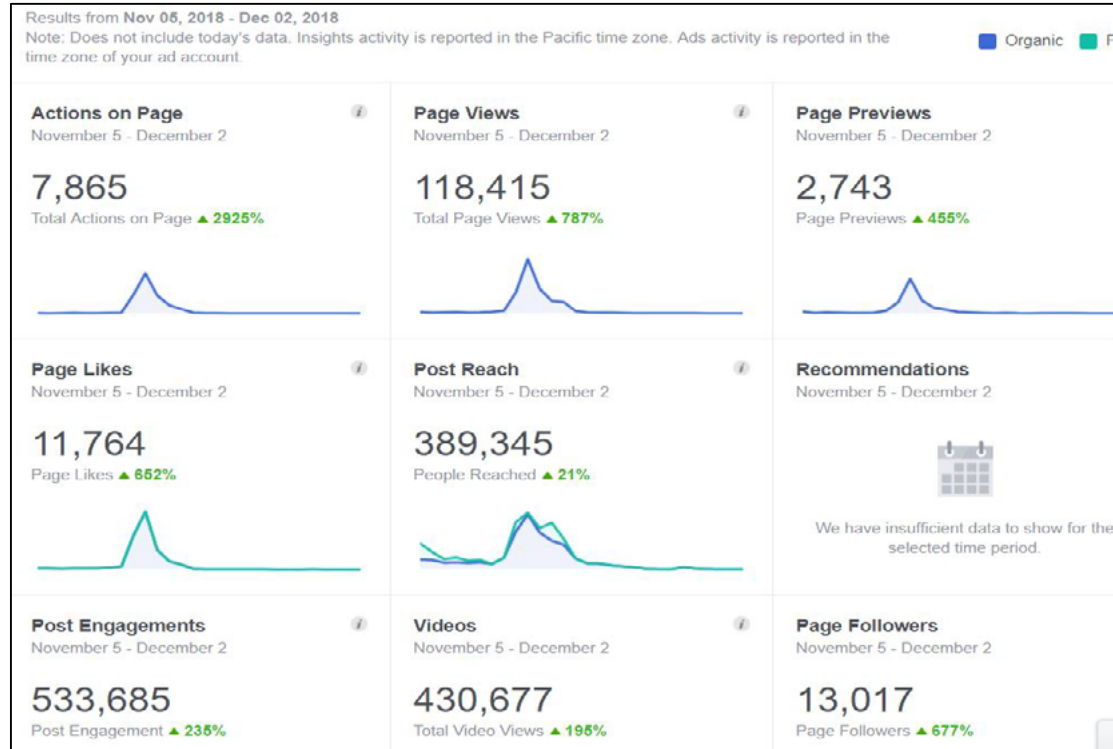 Results from Nov 05, 2018 - Dec 02, 2018
Note: Does not include today's data. Insights activity is reported in the Pacific time zone. Ads activity is reported in the
time zone of your ad account.
Organic
Actions on Page
November 5 - December 2
7,865
Total Actions on Page ▲ 2925%
Page Views
November 5 - December 2
118,415
Total Page Views ▲ 787%
Page Previews
November 5 - December 2
2,743
Page Previews ▲ 455%
Page Likes
November 5 - December 2
11,764
Page Likes ▲ 652%
Post Reach
November 5 - December 2
389,345
People Reached ▲ 21%
Recommendations
November 5 - December 2
We have insufficient data to show for the
selected time period.
Post Engagements
November 5 - December 2
533,685
Post Engagement ▲ 235%
Videos
November 5 - December 2
430,677
Total Video Views ▲ 195%
Page Followers
November 5 - December 2
13,017
Page Followers ▲ 677%